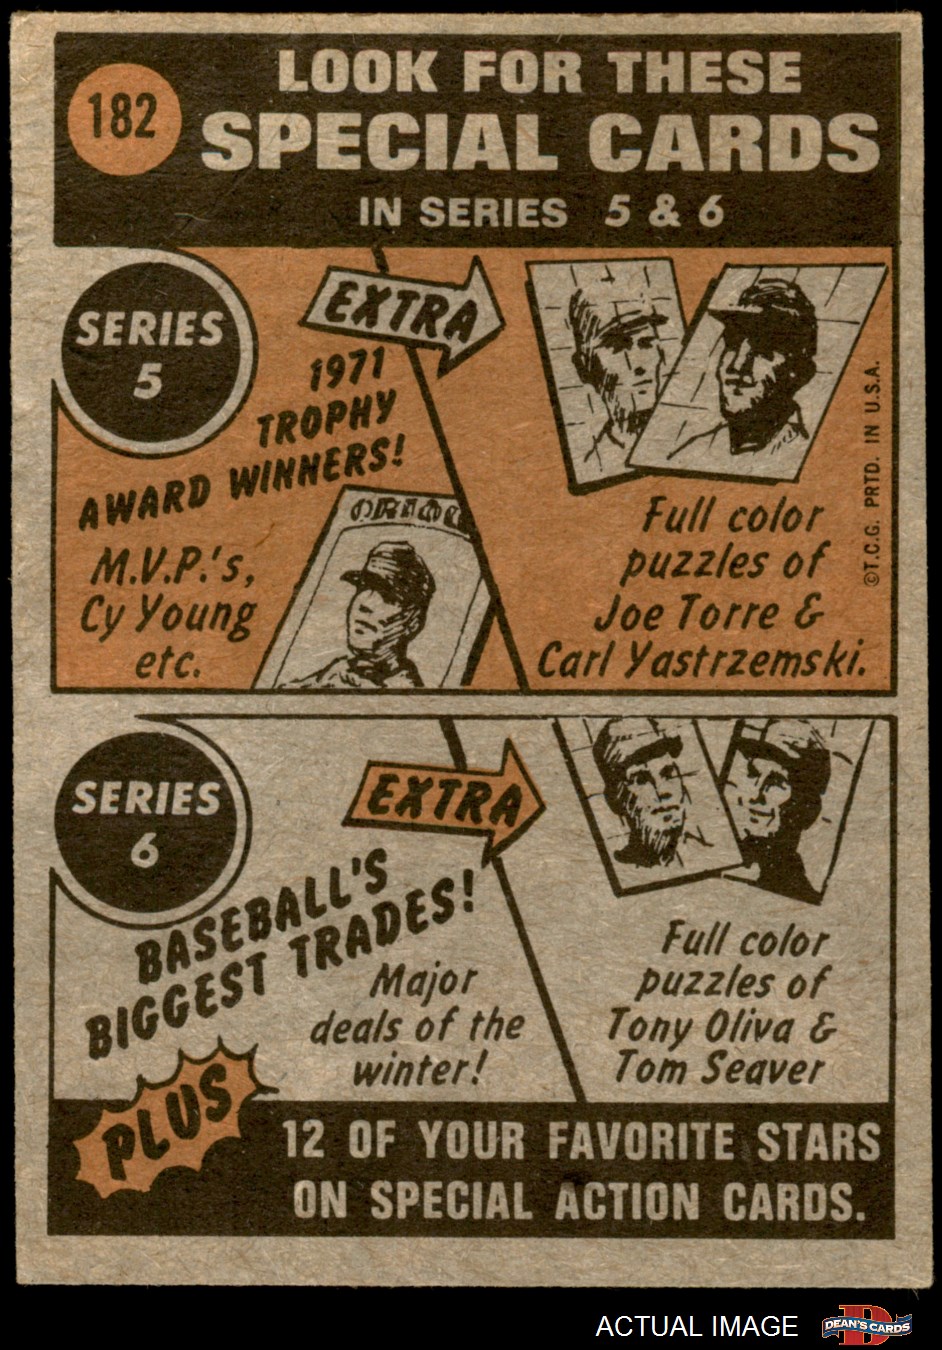 182
LOOK FOR THESE
SPECIAL CARDS
IN SERIES 5 & 6
SERIES
5
EXTRA
1971
TROPHY
AWARD WINNERS!
M.V.P.'s,
Cy Young
etc.
ORIOL
Full color
puzzles of
Joe Torre &
Carl Yastrzemski.
©T.C.G. PRTD. IN U.S.A.
SERIES
6
EXTRA
BASEBALL'S
BIGGEST TRADES!
Major
deals of the
winter!
Full color
puzzles of
Tony Oliva &
Tom Seaver
PLUS
12 OF YOUR FAVORITE STARS
ON SPECIAL ACTION CARDS.
ACTUAL IMAGE
D
DEAN'S CARDS